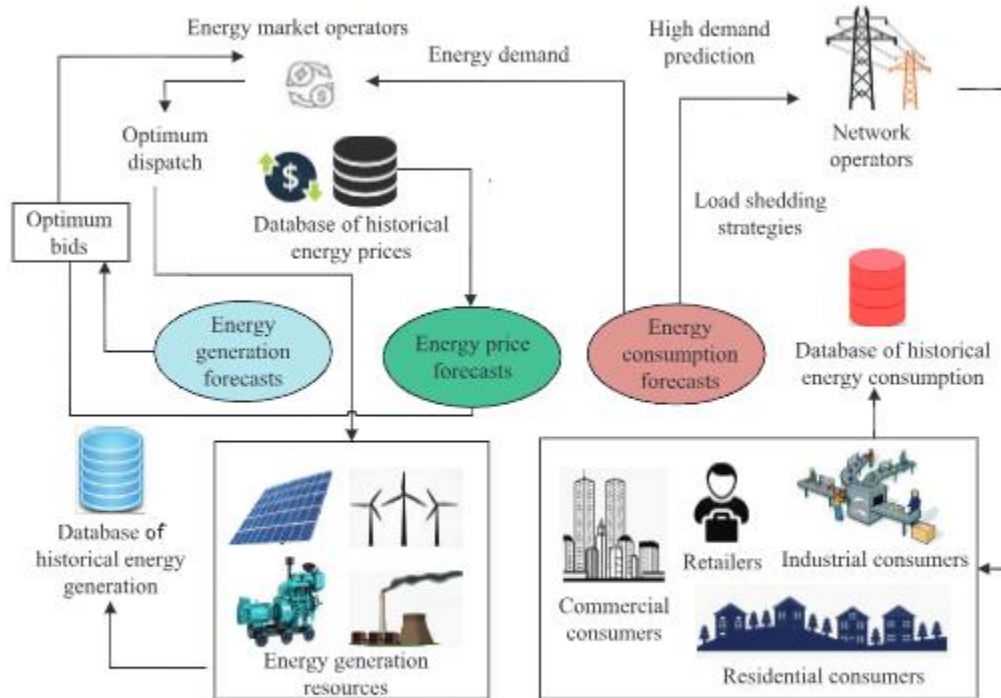 Energy market operators
Energy demand
High demand
prediction
Optimum
dispatch
Network
operators
Database of historical
energy prices
Load shedding
strategies
Optimum
bids
Energy
generation
forecasts
Energy price
forecasts
Energy
consumption
forecasts
Database of historical
energy consumption
Database of
historical energy
generation
Energy generation
resources
Commercial
consumers
Retailers
Industrial consumers
Residential consumers